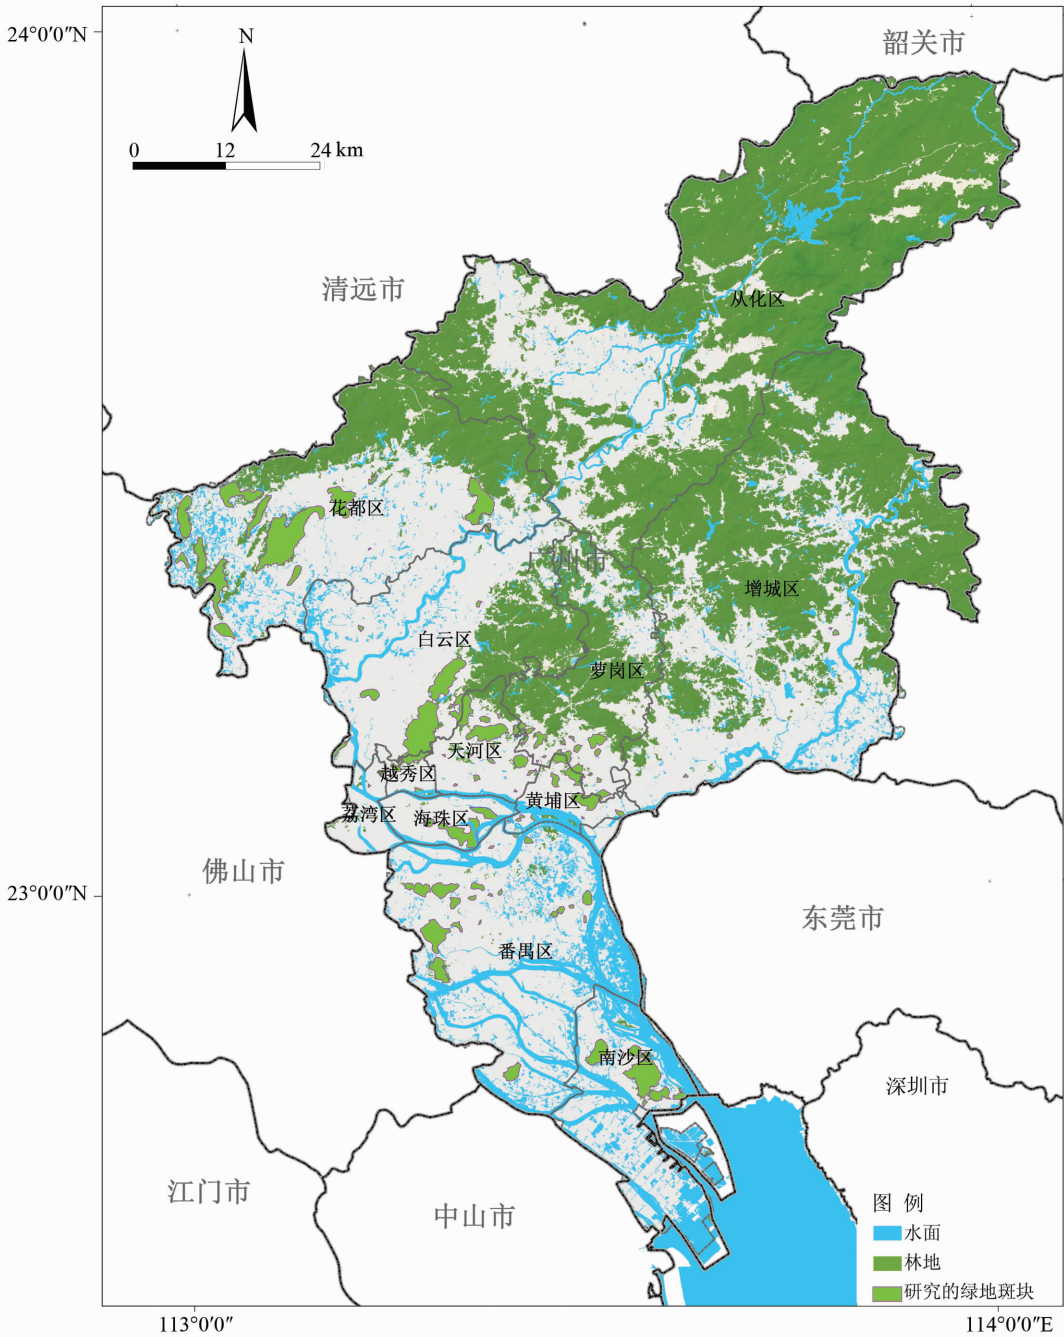 24°0′0″N
韶关市
N
0 12 24 km
清远市
从化区
花都区
广州市
增城区
白云区
萝岗区
天河区
越秀区
黄埔区
荔湾区
海珠区
佛山市
23°0′0″N
东莞市
番禺区
南沙区
深圳市
江门市
中山市
图 例
水面
林地
研究的绿地斑块
113°0′0″
114°0′0″E